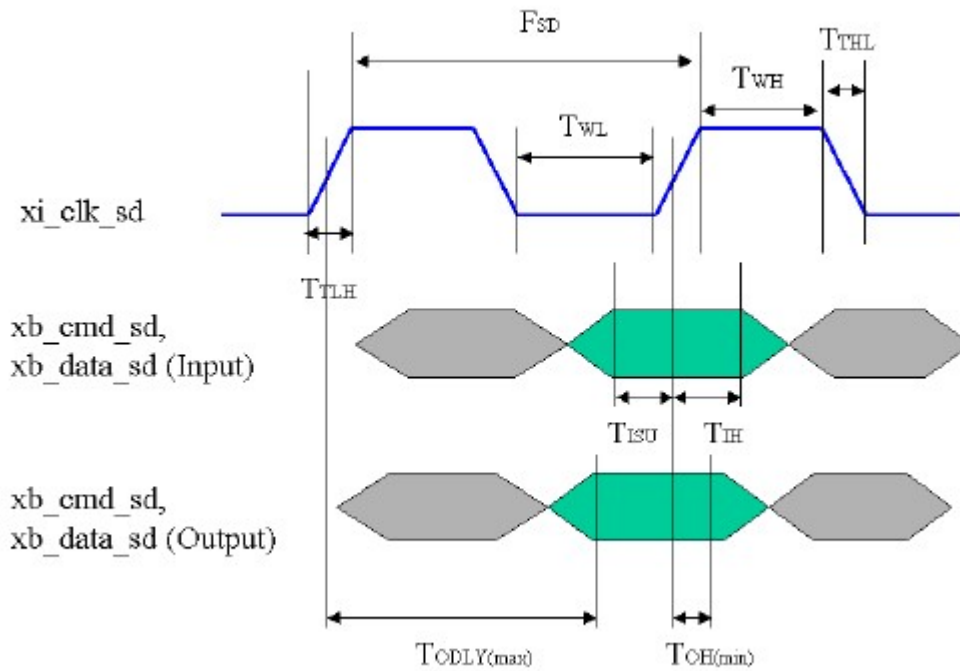 FSD
TTHL
TWH
TWL
xi_clk_sd
TTLH
xb_cmd_sd,
xb_data_sd (Input)
TISU
TIH
xb_cmd_sd,
xb_data_sd (Output)
TODLY(max)
TOH(min)